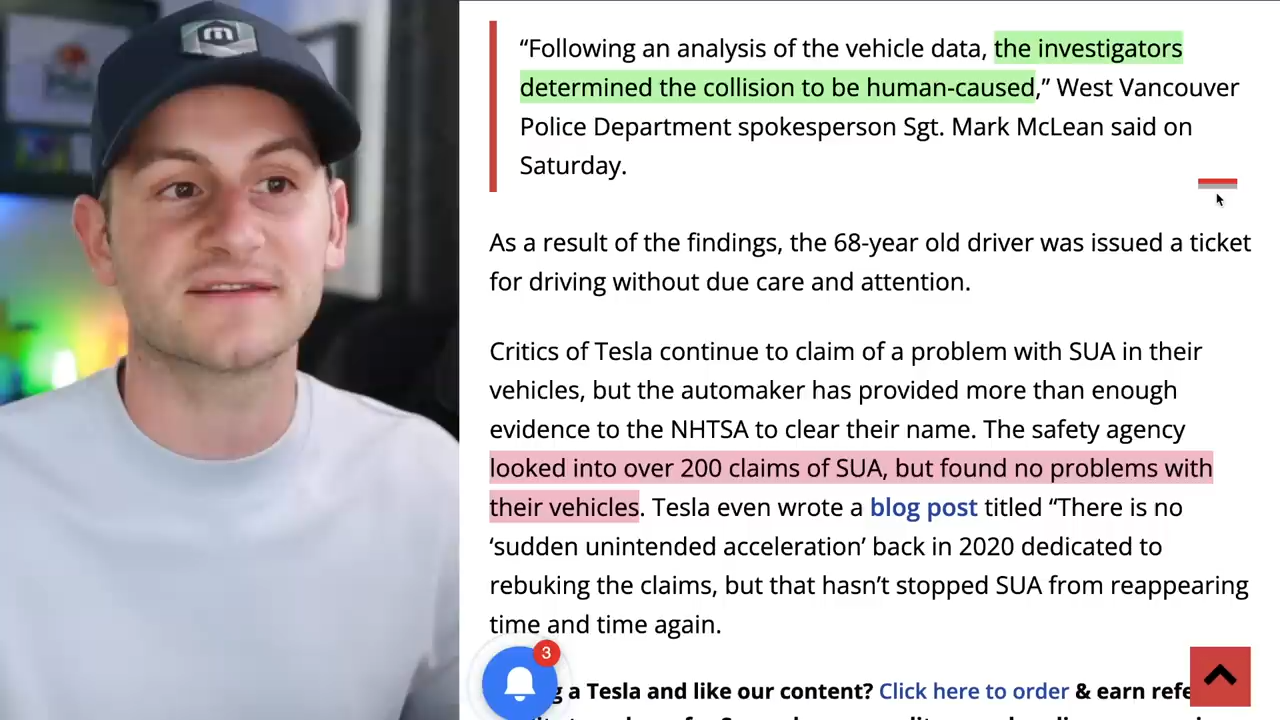 m
“Following an analysis of the vehicle data, the investigators
determined the collision to be human-caused,” West Vancouver
Police Department spokesperson Sgt. Mark McLean said on
Saturday.
As a result of the findings, the 68-year old driver was issued a ticket
for driving without due care and attention.
Critics of Tesla continue to claim of a problem with SUA in their
vehicles, but the automaker has provided more than enough
evidence to the NHTSA to clear their name. The safety agency
looked into over 200 claims of SUA, but found no problems with
their vehicles. Tesla even wrote a blog post titled “There is no
‘sudden unintended acceleration’ back in 2020 dedicated to
rebuking the claims, but that hasn’t stopped SUA from reappearing
time and time again.
3
a Tesla and like our content? Click here to order & earn